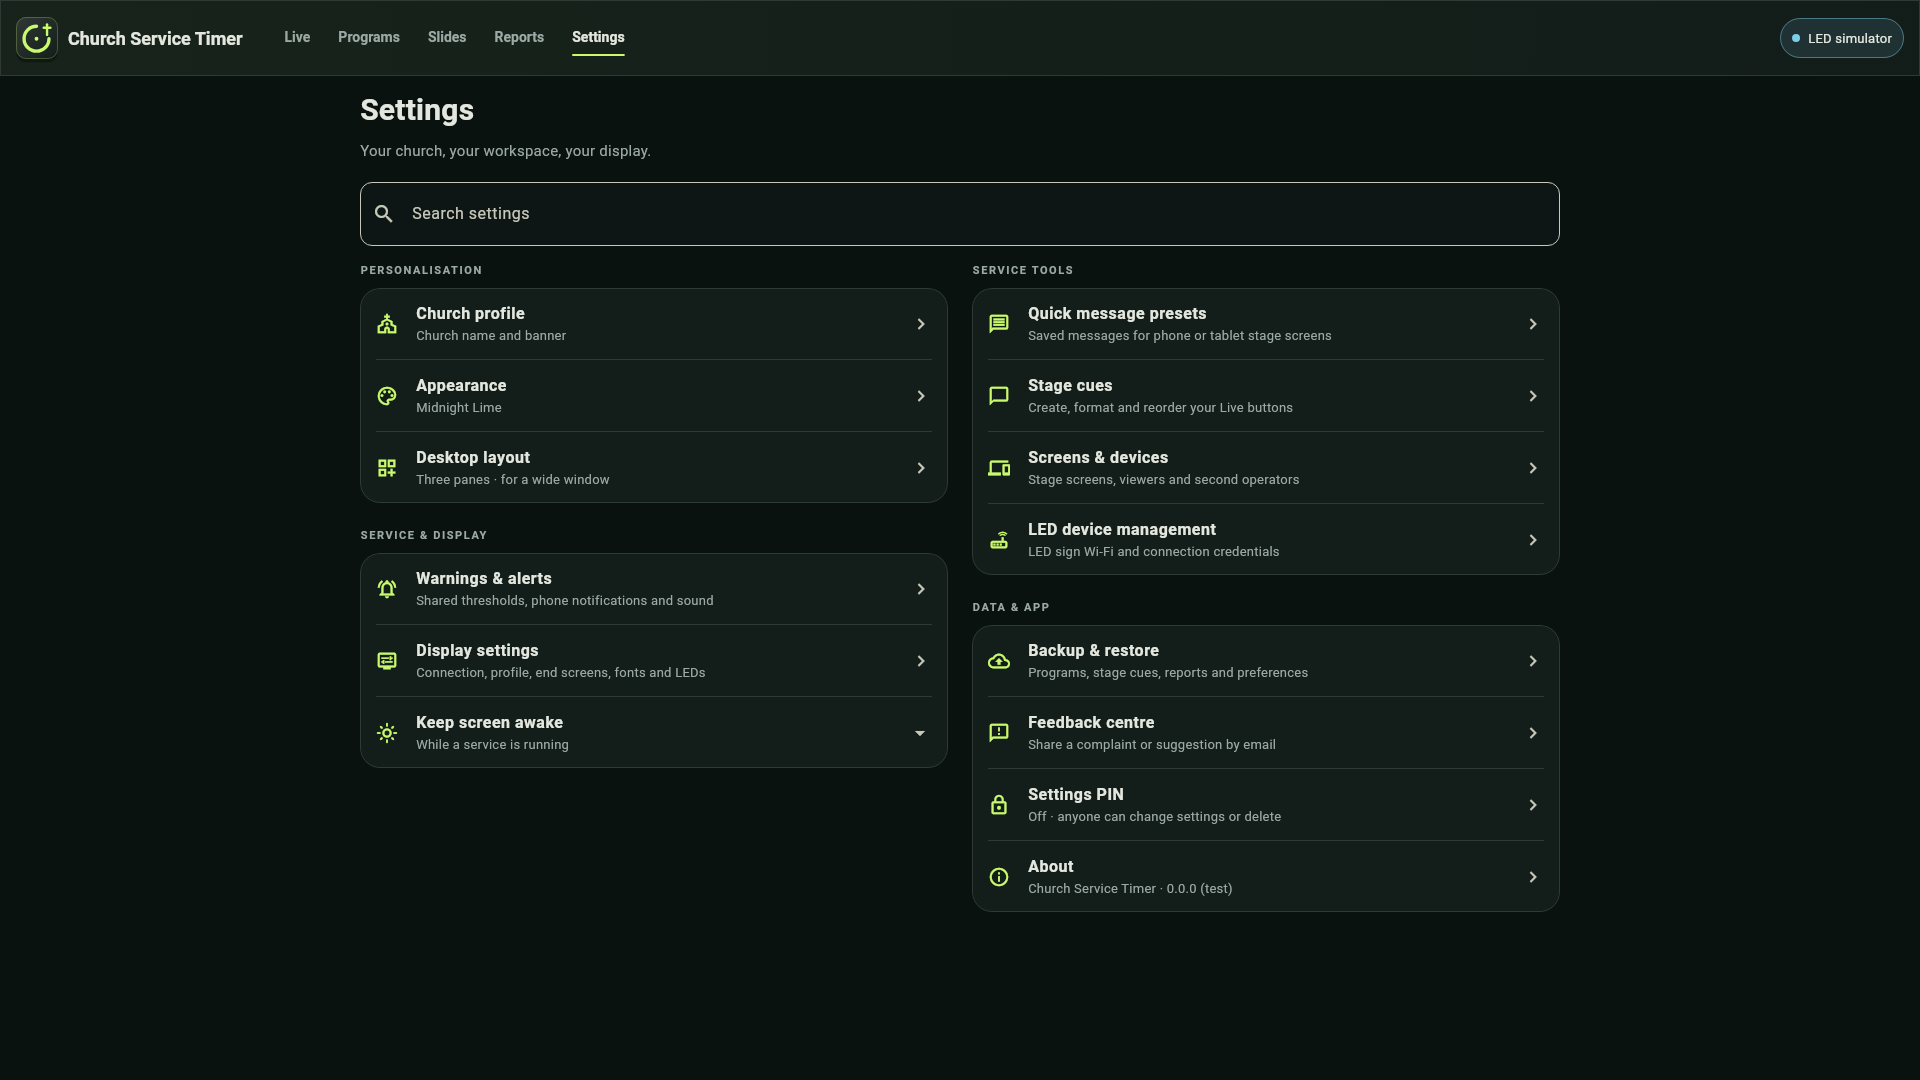 Church Service Timer
Live
Programs
Slides
Reports
Settings
LED simulator
Settings
Your church, your workspace, your display.
Search settings
PERSONALISATION
Church profile
Church name and banner
Appearance
Midnight Lime
Desktop layout
Three panes · for a wide window
SERVICE & DISPLAY
Warnings & alerts
Shared thresholds, phone notifications and sound
Display settings
Connection, profile, end screens, fonts and LEDs
Keep screen awake
While a service is running
SERVICE TOOLS
Quick message presets
Saved messages for phone or tablet stage screens
Stage cues
Create, format and reorder your Live buttons
Screens & devices
Stage screens, viewers and second operators
LED device management
LED sign Wi-Fi and connection credentials
DATA & APP
Backup & restore
Programs, stage cues, reports and preferences
Feedback centre
Share a complaint or suggestion by email
Settings PIN
Off · anyone can change settings or delete
About
Church Service Timer · 0.0.0 (test)